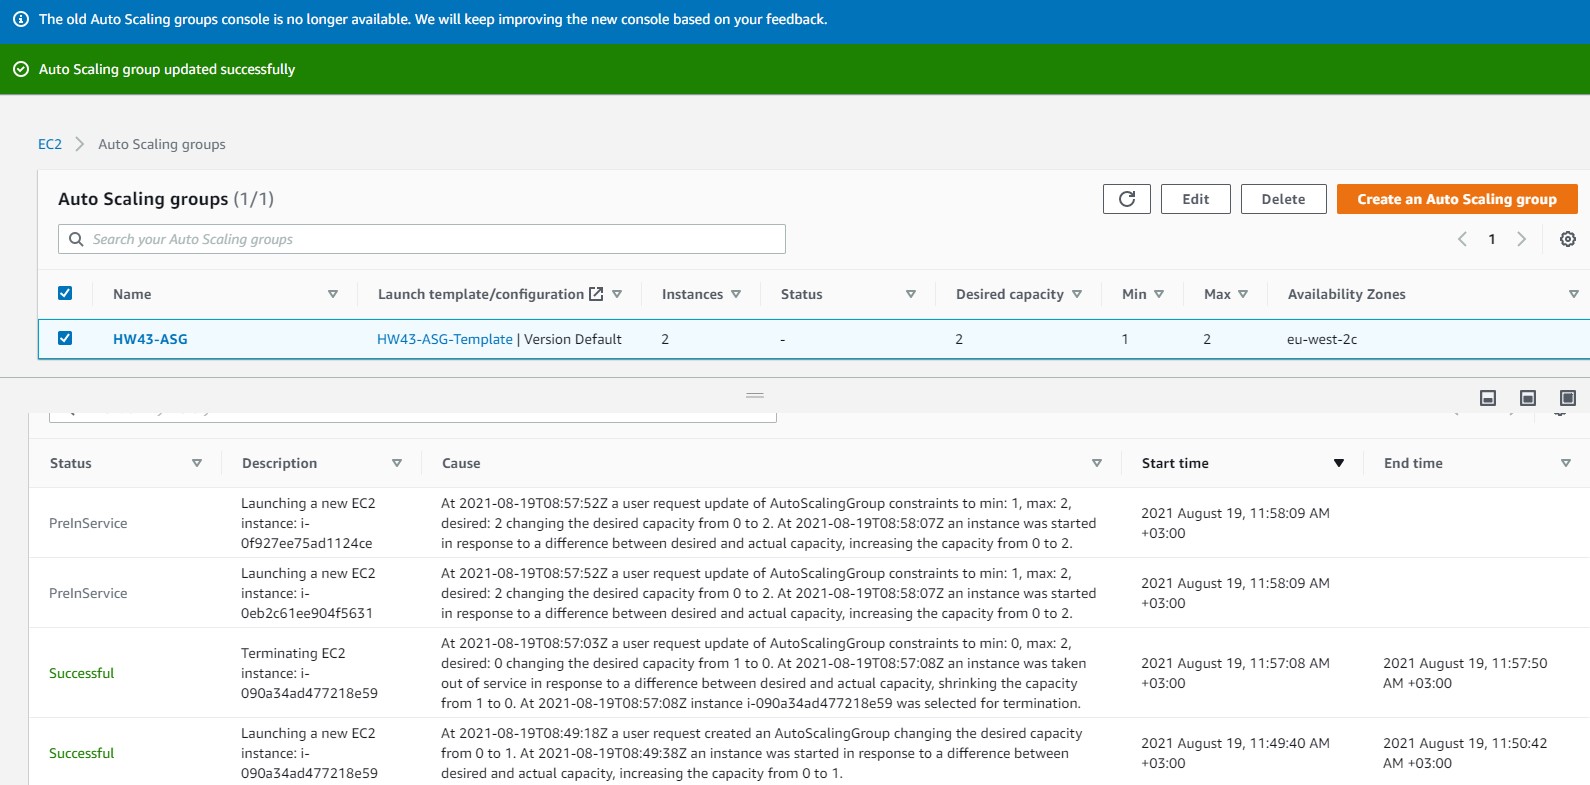 The old Auto Scaling groups console is no longer available. We will keep improving the new console based on your feedback.
Auto Scaling group updated successfully
EC2 Auto Scaling groups
Auto Scaling groups (1/1)
Edit
Delete
Create an Auto Scaling group
Search your Auto Scaling groups
1
Name Launch template/configuration Instances Status Desired capacity Min Max Availability Zones
HW43-ASG HW43-ASG-Template | Version Default 2 - 2 1 2 eu-west-2c
Status Description Cause Start time End time
PreInService
Launching a new EC2
instance: i-
0f927ee75ad1124ce
At 2021-08-19T08:57:52Z a user request update of AutoScalingGroup constraints to min: 1, max: 2,
desired: 2 changing the desired capacity from 0 to 2. At 2021-08-19T08:58:07Z an instance was started
in response to a difference between desired and actual capacity, increasing the capacity from 0 to 2.
2021 August 19, 11:58:09 AM
+03:00
PreInService
Launching a new EC2
instance: i-
0eb2c61ee904f5631
At 2021-08-19T08:57:52Z a user request update of AutoScalingGroup constraints to min: 1, max: 2,
desired: 2 changing the desired capacity from 0 to 2. At 2021-08-19T08:58:07Z an instance was started
in response to a difference between desired and actual capacity, increasing the capacity from 0 to 2.
2021 August 19, 11:58:09 AM
+03:00
Successful
Terminating EC2
instance: i-
090a34ad477218e59
At 2021-08-19T08:57:03Z a user request update of AutoScalingGroup constraints to min: 0, max: 2,
desired: 0 changing the desired capacity from 1 to 0. At 2021-08-19T08:57:08Z an instance was taken
out of service in response to a difference between desired and actual capacity, shrinking the capacity
from 1 to 0. At 2021-08-19T08:57:08Z instance i-090a34ad477218e59 was selected for termination.
2021 August 19, 11:57:08 AM
+03:00
2021 August 19, 11:57:50
AM +03:00
Successful
Launching a new EC2
instance: i-
090a34ad477218e59
At 2021-08-19T08:49:18Z a user request created an AutoScalingGroup changing the desired capacity
from 0 to 1. At 2021-08-19T08:49:38Z an instance was started in response to a difference between
desired and actual capacity, increasing the capacity from 0 to 1.
2021 August 19, 11:49:40 AM
+03:00
2021 August 19, 11:50:42
AM +03:00